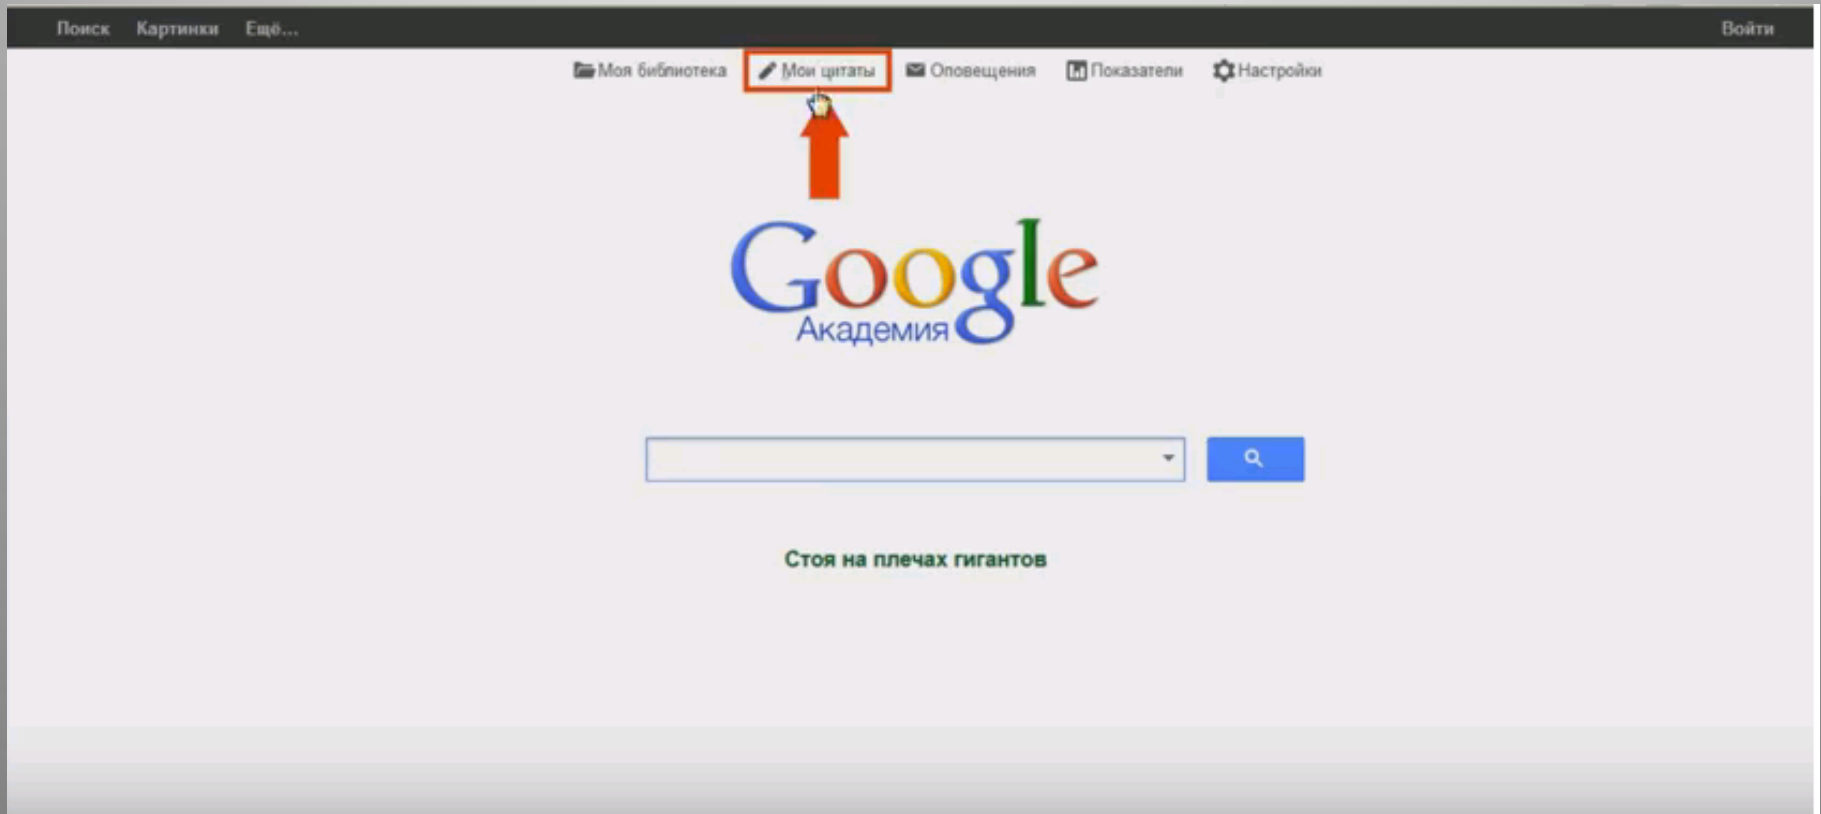 Поиск Картинки Ещё... Войти
Моя библиотека Мои цитаты Оповещения Показатели Настройки
Google
Академия
Стоя на плечах гигантов